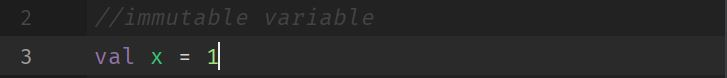 2 //immutable variable
3 val x = 1